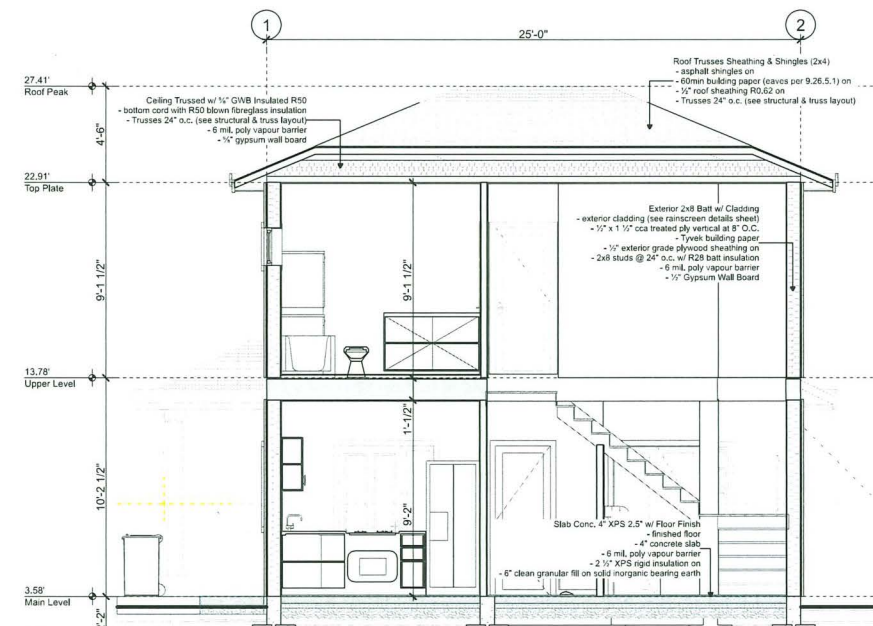 1
2
25'-0"
Roof Trusses Sheathing & Shingles (2x4)
- asphalt shingles on
- 60min building paper (eaves per 9.26.5.1) on
- ½" roof sheathing R0.62 on
- Trusses 24" o.c. (see structural & truss layout)
27.41'
Roof Peak
Ceiling Trussed w/ ⅝" GWB Insulated R50
- bottom cord with R50 blown fibreglass insulation
- Trusses 24" o.c. (see structural & truss layout)
- 6 mil. poly vapour barrier
- ⅝" gypsum wall board
4'-6"
22.91'
Top Plate
Exterior 2x8 Batt w/ Cladding
- exterior cladding (see rainscreen details sheet)
- ½" x 1 ½" cca treated ply vertical at 8" O.C.
- Tyvek building paper
- ½" exterior grade plywood sheathing on
- 2x8 studs @ 24" o.c. w/ R28 batt insulation
- 6 mil. poly vapour barrier
- ½" Gypsum Wall Board
9'-1 1/2"
9'-1 1/2"
13.78'
Upper Level
1'-1/2"
10'-2 1/2"
9'-2"
Slab Conc. 4" XPS 2.5" w/ Floor Finish
- finished floor
- 4" concrete slab
- 6 mil. poly vapour barrier
- 2 ½" XPS rigid insulation on
- 6" clean granular fill on solid inorganic bearing earth
3.58'
Main Level